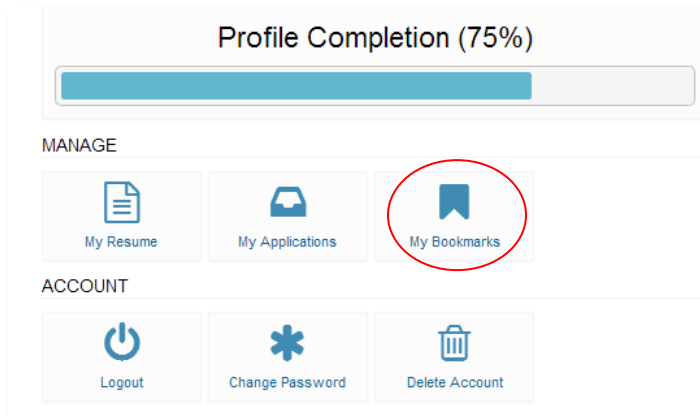 Profile Completion (75%)
MANAGE
My Resume
My Applications
My Bookmarks
ACCOUNT
Logout
Change Password
Delete Account